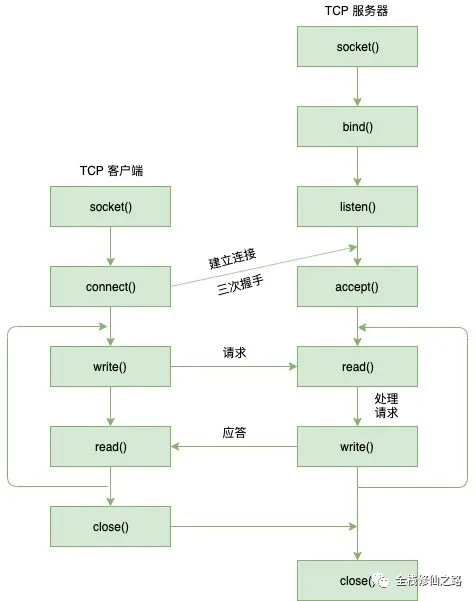 TCP 服务器
socket()
bind()
TCP 客户端
socket()
listen()
建立连接
三次握手
connect()
accept()
请求
write()
read()
处理
请求
应答
read()
write()
close()
close()
全栈修仙之路